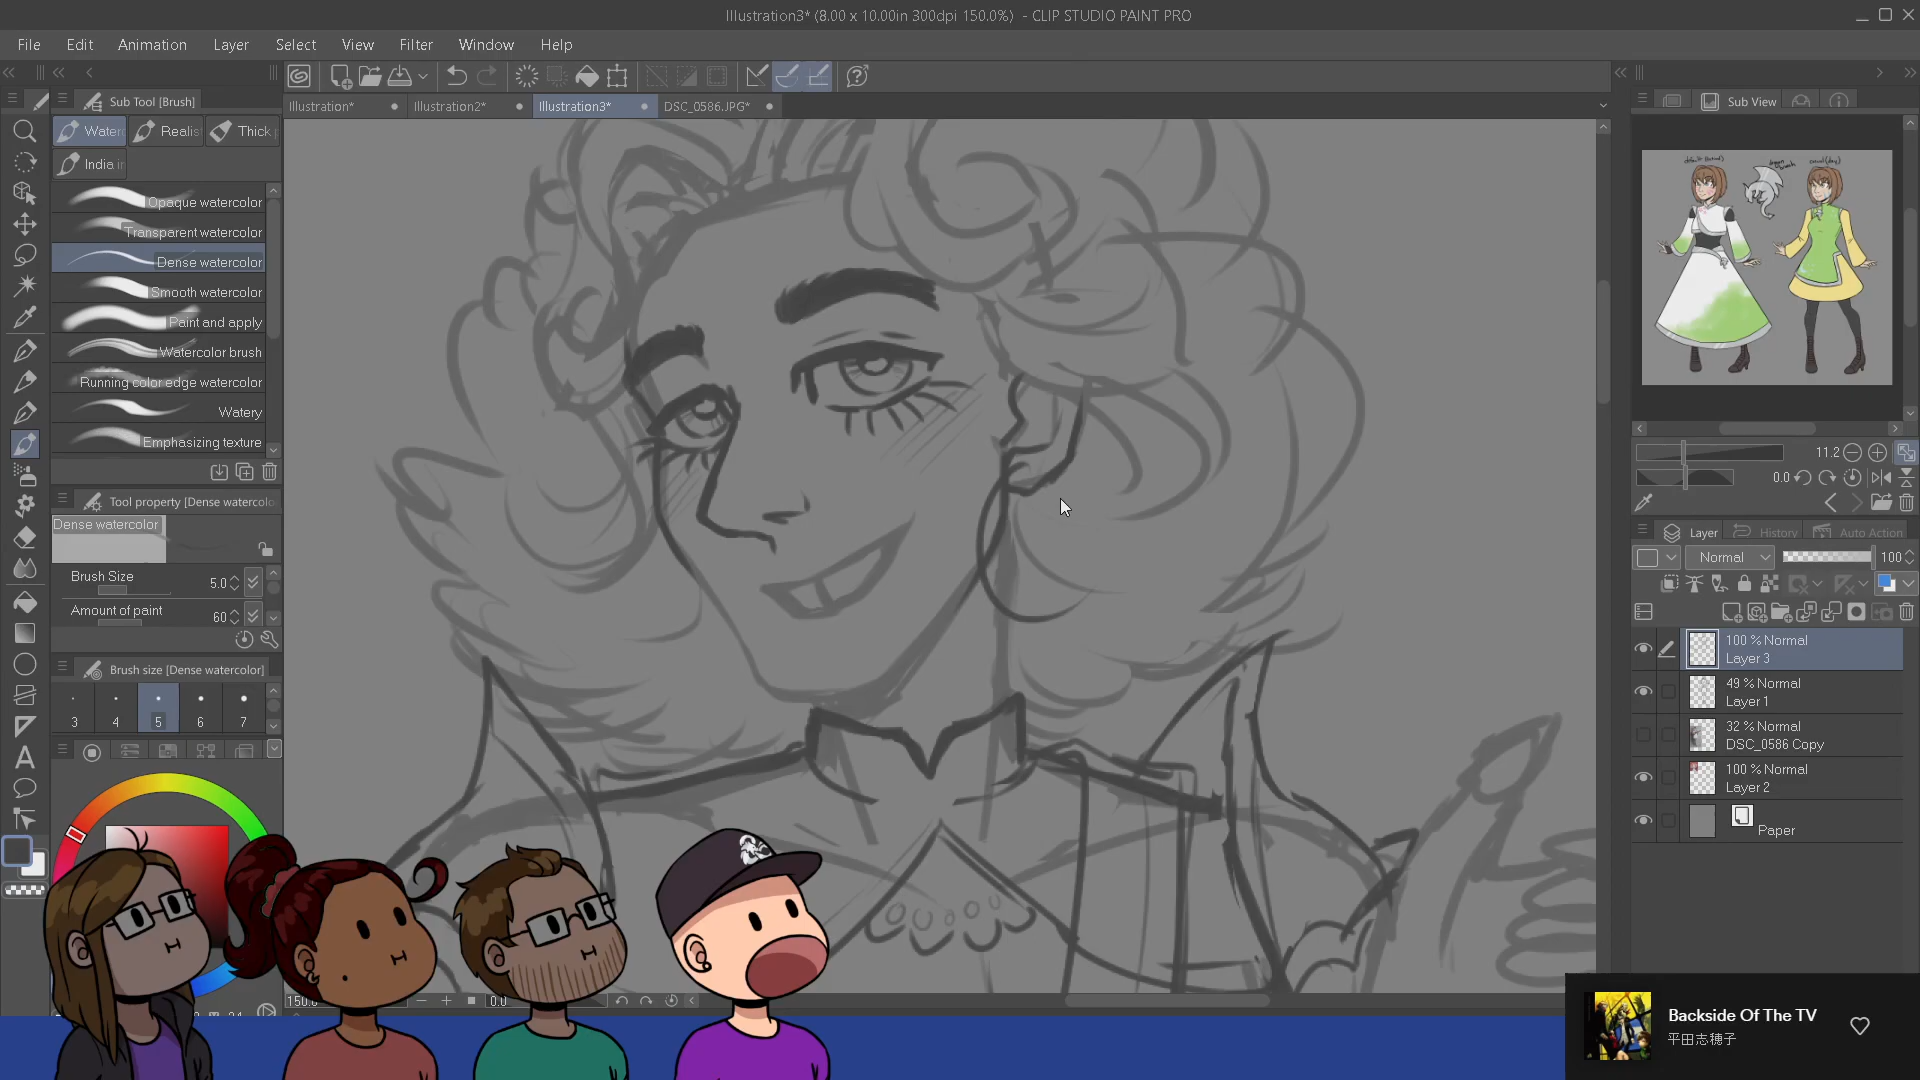 Illustration3* (8.00 x 10.00in 300dpi 150.0%)  - CLIP STUDIO PAINT PRO
File Edit Animation Layer Select View Filter Window Help
Sub Tool [Brush]
Illustration* Illustration2* Illustration3* DSC_0586.JPG*
Sub View
Waterc Realis Thick
India in
Opaque watercolor
Transparent watercolor
Dense watercolor
Smooth watercolor
Paint and apply
Watercolor brush
Running color edge watercolor
Watery
Emphasizing texture
Tool property [Dense watercolo
Dense watercolor
Brush Size 5.0
Amount of paint 60
Brush size [Dense watercolor]
3 4 5 6 7
150.0 0.0
11.2
0.0
Layer History Auto Action
Normal 100
100 % Normal
Layer 3
49 % Normal
Layer 1
32 % Normal
DSC_0586 Copy
100 % Normal
Layer 2
Paper
Backside Of The TV
平田志穂子